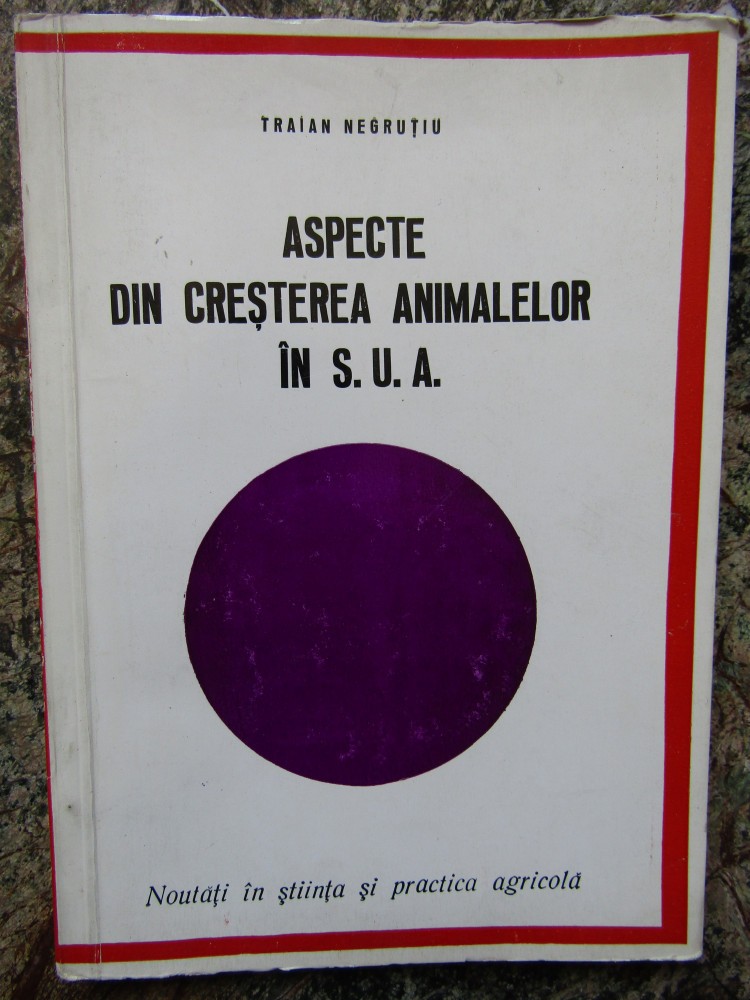 TRAIAN NEGRUȚIU
ASPECTE
DIN CREȘTEREA ANIMALELOR
ÎN S.U.A.
Noutăți în știința și practica agricolă